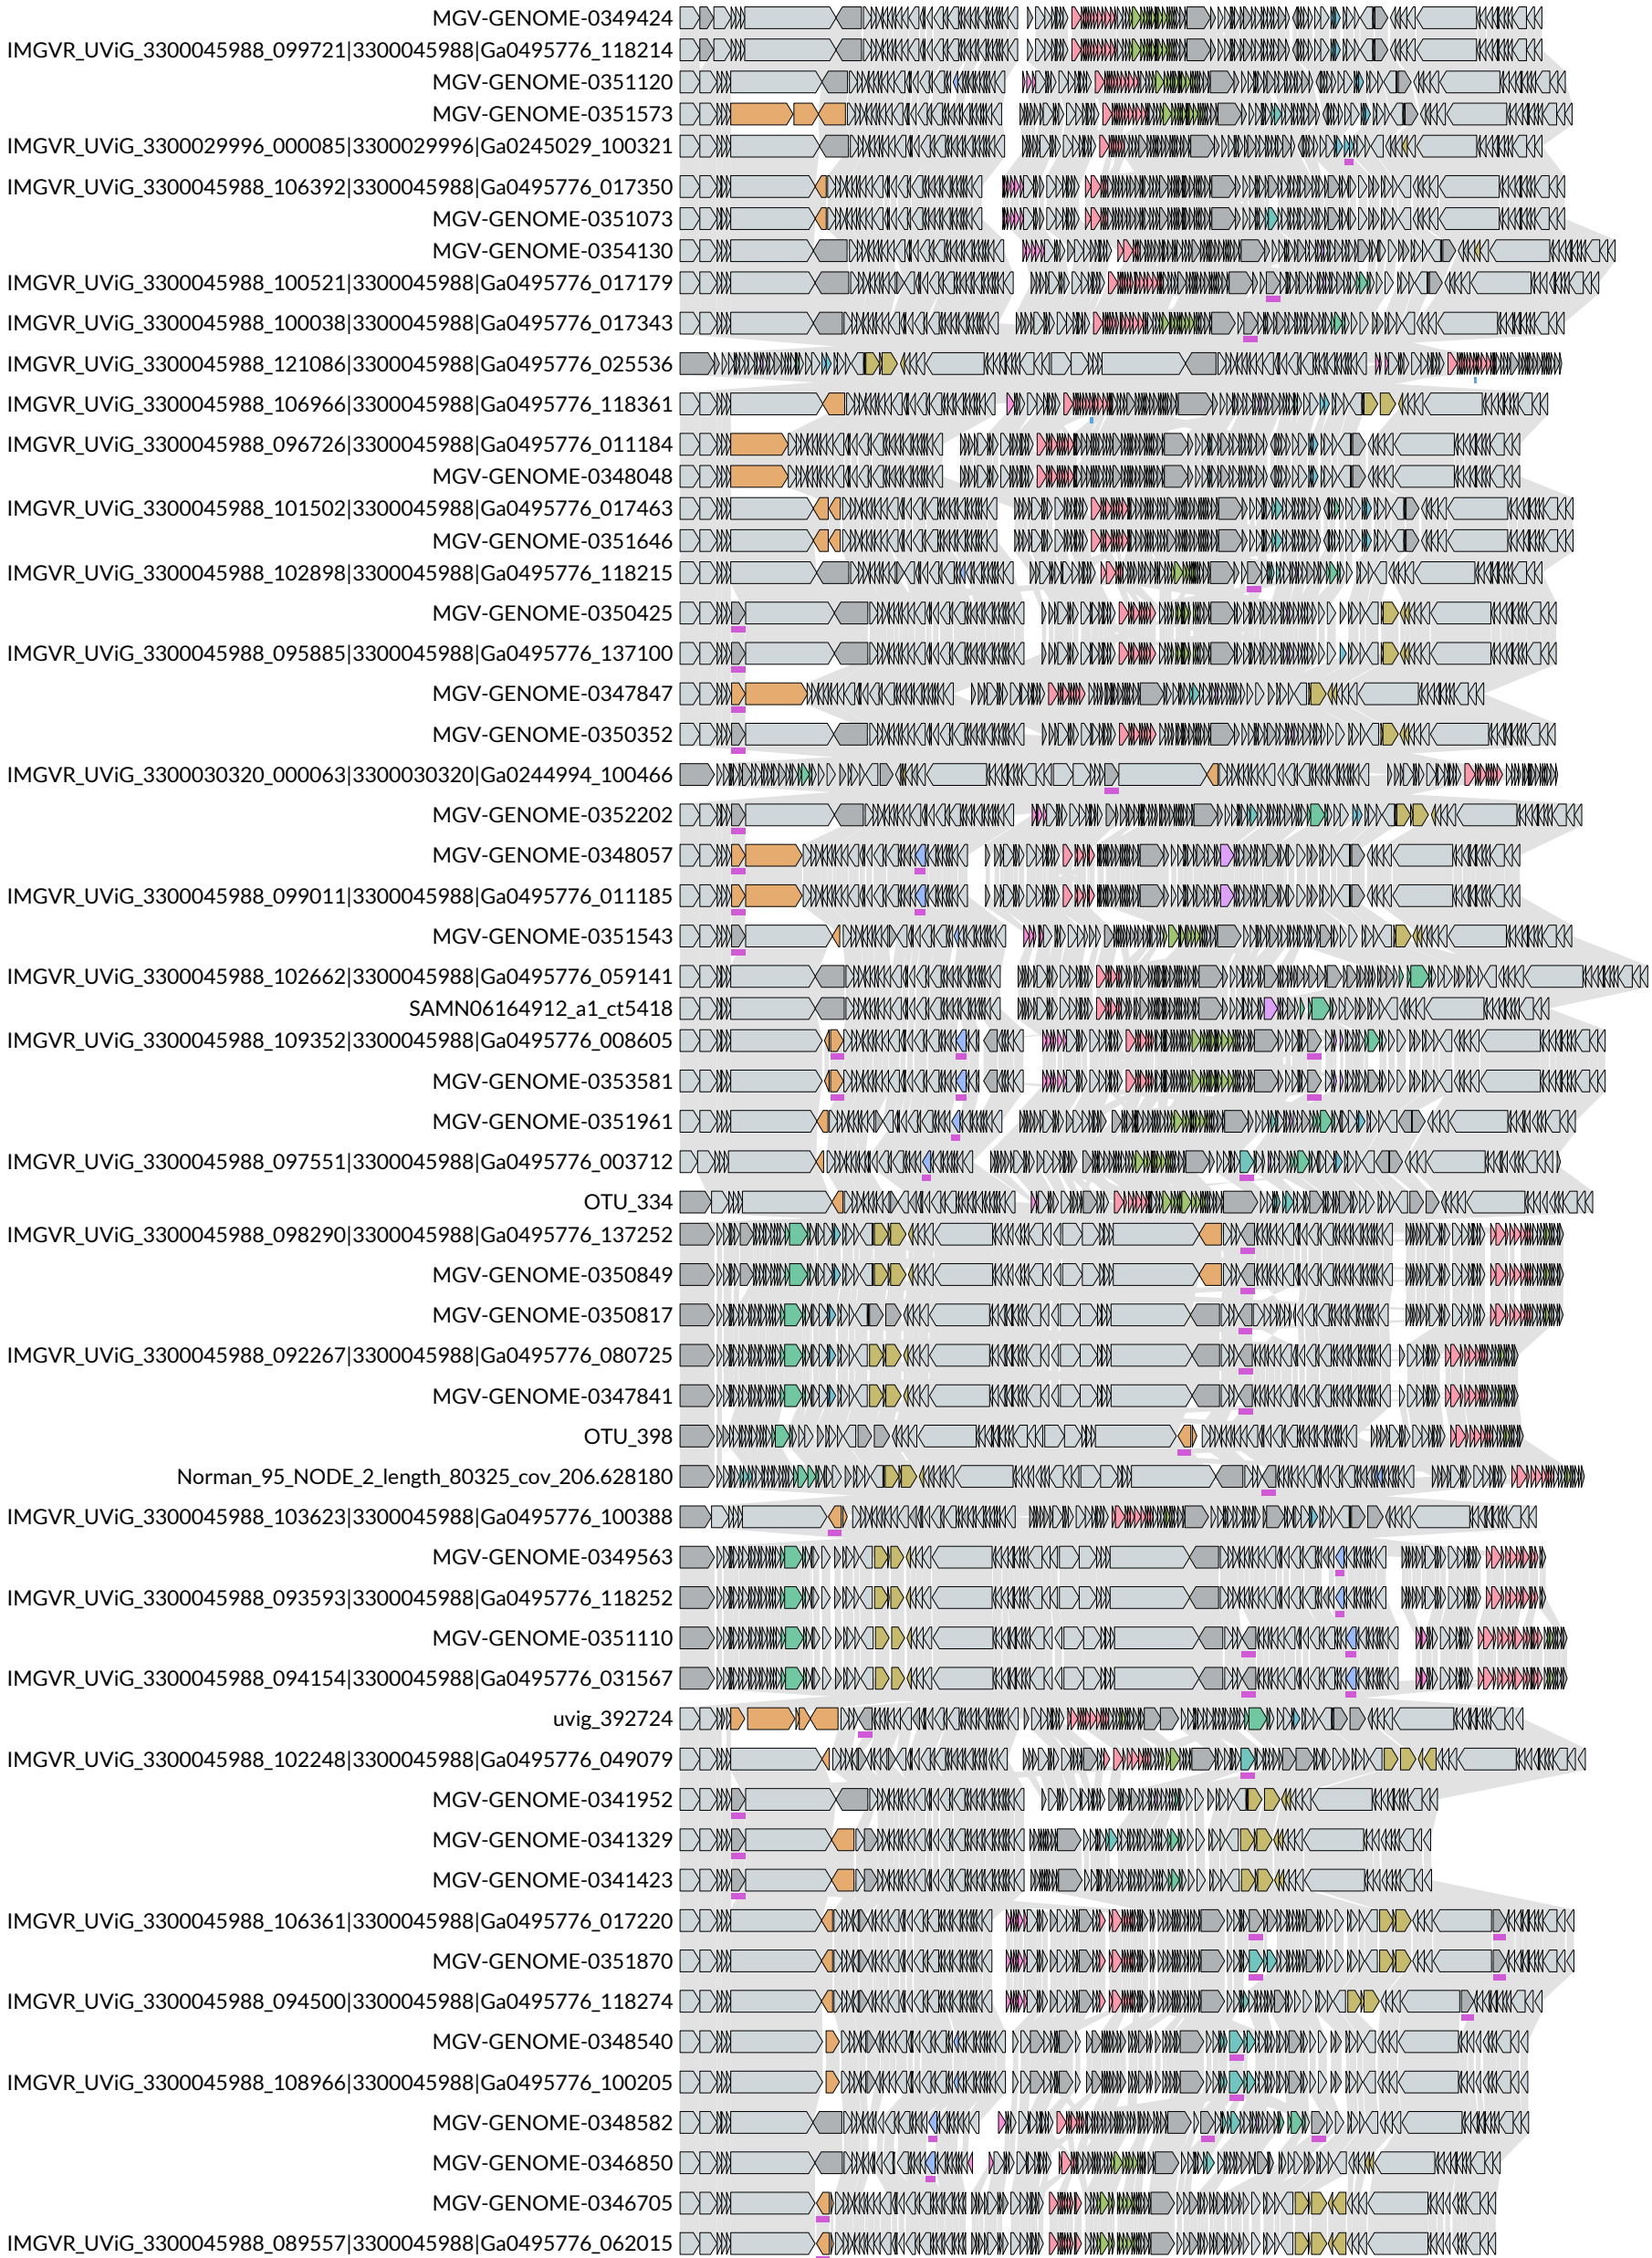 MGV-GENOME-0349424
IMGVR_UViG_3300045988_099721|3300045988|Ga0495776_118214
MGV-GENOME-0351120
MGV-GENOME-0351573
IMGVR_UViG_3300029996_000085|3300029996|Ga0245029_100321
IMGVR_UViG_3300045988_106392|3300045988|Ga0495776_017350
MGV-GENOME-0351073
MGV-GENOME-0354130
IMGVR_UViG_3300045988_100521|3300045988|Ga0495776_017179
IMGVR_UViG_3300045988_100038|3300045988|Ga0495776_017343
IMGVR_UViG_3300045988_121086|3300045988|Ga0495776_025536
IMGVR_UViG_3300045988_106966|3300045988|Ga0495776_118361
IMGVR_UViG_3300045988_096726|3300045988|Ga0495776_011184
MGV-GENOME-0348048
IMGVR_UViG_3300045988_101502|3300045988|Ga0495776_017463
MGV-GENOME-0351646
IMGVR_UViG_3300045988_102898|3300045988|Ga0495776_118215
MGV-GENOME-0350425
IMGVR_UViG_3300045988_095885|3300045988|Ga0495776_137100
MGV-GENOME-0347847
MGV-GENOME-0350352
IMGVR_UViG_3300030320_000063|3300030320|Ga0244994_100466
MGV-GENOME-0352202
MGV-GENOME-0348057
IMGVR_UViG_3300045988_099011|3300045988|Ga0495776_011185
MGV-GENOME-0351543
IMGVR_UViG_3300045988_102662|3300045988|Ga0495776_059141
SAMN06164912_a1_ct5418
IMGVR_UViG_3300045988_109352|3300045988|Ga0495776_008605
MGV-GENOME-0353581
MGV-GENOME-0351961
IMGVR_UViG_3300045988_097551|3300045988|Ga0495776_003712
OTU_334
IMGVR_UViG_3300045988_098290|3300045988|Ga0495776_137252
MGV-GENOME-0350849
MGV-GENOME-0350817
IMGVR_UViG_3300045988_092267|3300045988|Ga0495776_080725
MGV-GENOME-0347841
OTU_398
Norman_95_NODE_2_length_80325_cov_206.628180
IMGVR_UViG_3300045988_103623|3300045988|Ga0495776_100388
MGV-GENOME-0349563
IMGVR_UViG_3300045988_093593|3300045988|Ga0495776_118252
MGV-GENOME-0351110
IMGVR_UViG_3300045988_094154|3300045988|Ga0495776_031567
uvig_392724
IMGVR_UViG_3300045988_102248|3300045988|Ga0495776_049079
MGV-GENOME-0341952
MGV-GENOME-0341329
MGV-GENOME-0341423
IMGVR_UViG_3300045988_106361|3300045988|Ga0495776_017220
MGV-GENOME-0351870
IMGVR_UViG_3300045988_094500|3300045988|Ga0495776_118274
MGV-GENOME-0348540
IMGVR_UViG_3300045988_108966|3300045988|Ga0495776_100205
MGV-GENOME-0348582
MGV-GENOME-0346850
MGV-GENOME-0346705
IMGVR_UViG_3300045988_089557|3300045988|Ga0495776_062015